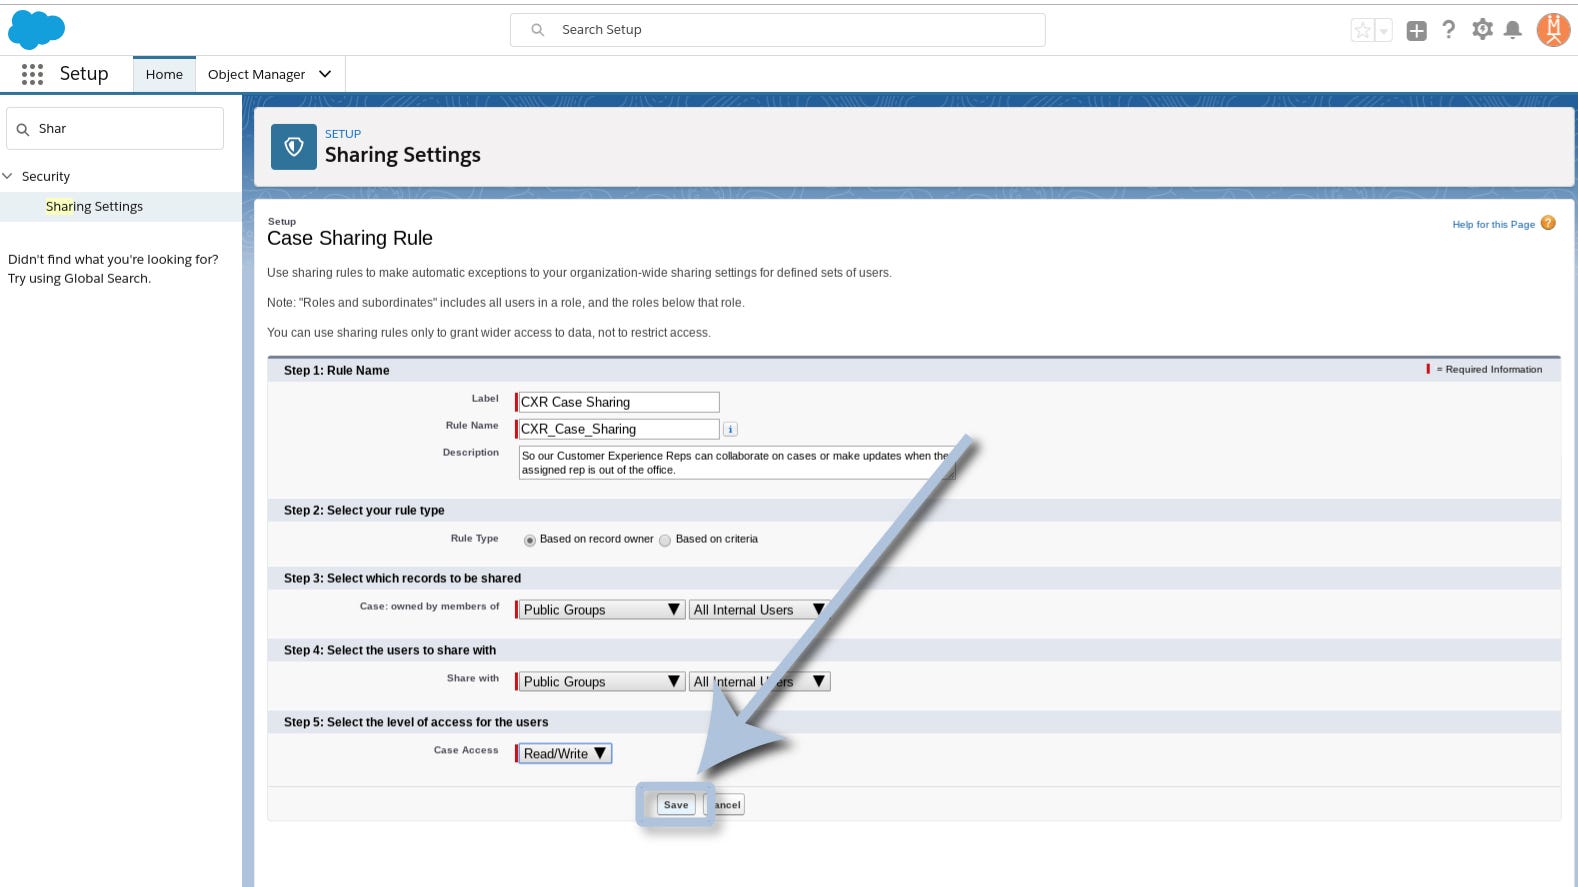 Search Setup
Setup
Home
Object Manager
Shar
Security
Sharing Settings
Didn't find what you're looking for?
Try using Global Search.
SETUP
Sharing Settings
Setup
Case Sharing Rule
Help for this Page ?
Use sharing rules to make automatic exceptions to your organization-wide sharing settings for defined sets of users.
Note: "Roles and subordinates" includes all users in a role, and the roles below that role.
You can use sharing rules only to grant wider access to data, not to restrict access.
Step 1: Rule Name
= Required Information
Label CXR Case Sharing
Rule Name CXR_Case_Sharing i
Description So our Customer Experience Reps can collaborate on cases or make updates when the
assigned rep is out of the office.
Step 2: Select your rule type
Rule Type Based on record owner Based on criteria
Step 3: Select which records to be shared
Case: owned by members of Public Groups All Internal Users
Step 4: Select the users to share with
Share with Public Groups All Internal Users
Step 5: Select the level of access for the users
Case Access Read/Write
Save ancel